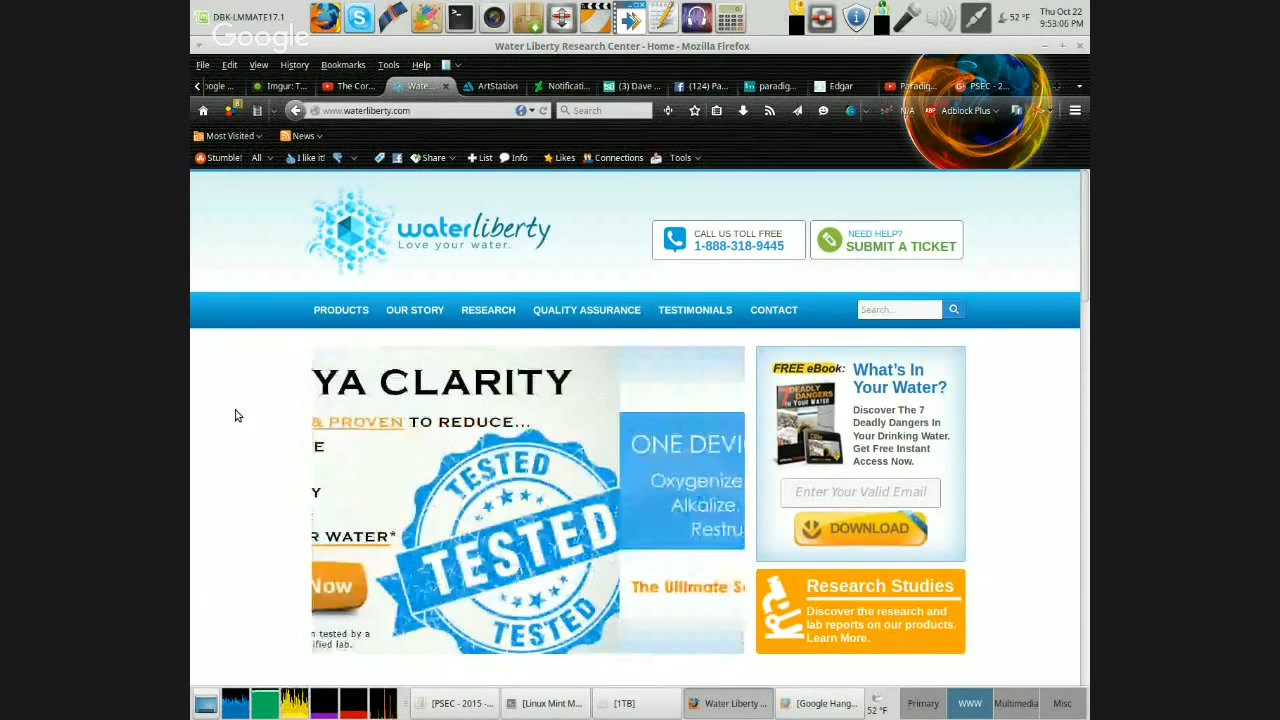 DBK-LMMATE17.1
Google
52 °F
Thu Oct 22
9:53:06 PM
Water Liberty Research Center - Home - Mozilla Firefox
File Edit View History Bookmarks Tools Help
Imgur: T...
The Cor...
Wate...
ArtStation
Notificati...
(3) Dave ...
(124) Pa...
paradig...
Edgar
Paradig...
PSEC - 2...
www.waterliberty.com
Search
N/A
Adblock Plus
Most Visited
News
Stumble! All I like it! Share List Info Likes Connections Tools
waterliberty
Love your water.
CALL US TOLL FREE
1-888-318-9445
NEED HELP?
SUBMIT A TICKET
PRODUCTS OUR STORY RESEARCH QUALITY ASSURANCE TESTIMONIALS CONTACT
Search...
YA CLARITY
& PROVEN TO REDUCE...
E
Y
R WATER*
Now
n tested by a
ified lab.
TESTED
TESTED
TESTED
ONE DEVI
Oxygenize
Alkalize.
Restru
The Ultimate S
FREE eBook:
What's In
Your Water?
7 DEADLY
DANGERS
IN YOUR WATER
Discover The 7
Deadly Dangers In
Your Drinking Water.
Get Free Instant
Access Now.
Enter Your Valid Email
DOWNLOAD
Research Studies
Discover the research and
lab reports on our products.
Learn More.
[PSEC - 2015 -...
[Linux Mint M...
[1TB]
Water Liberty ...
[Google Hang...
52 °F
Primary
WWW
Multimedia
Misc